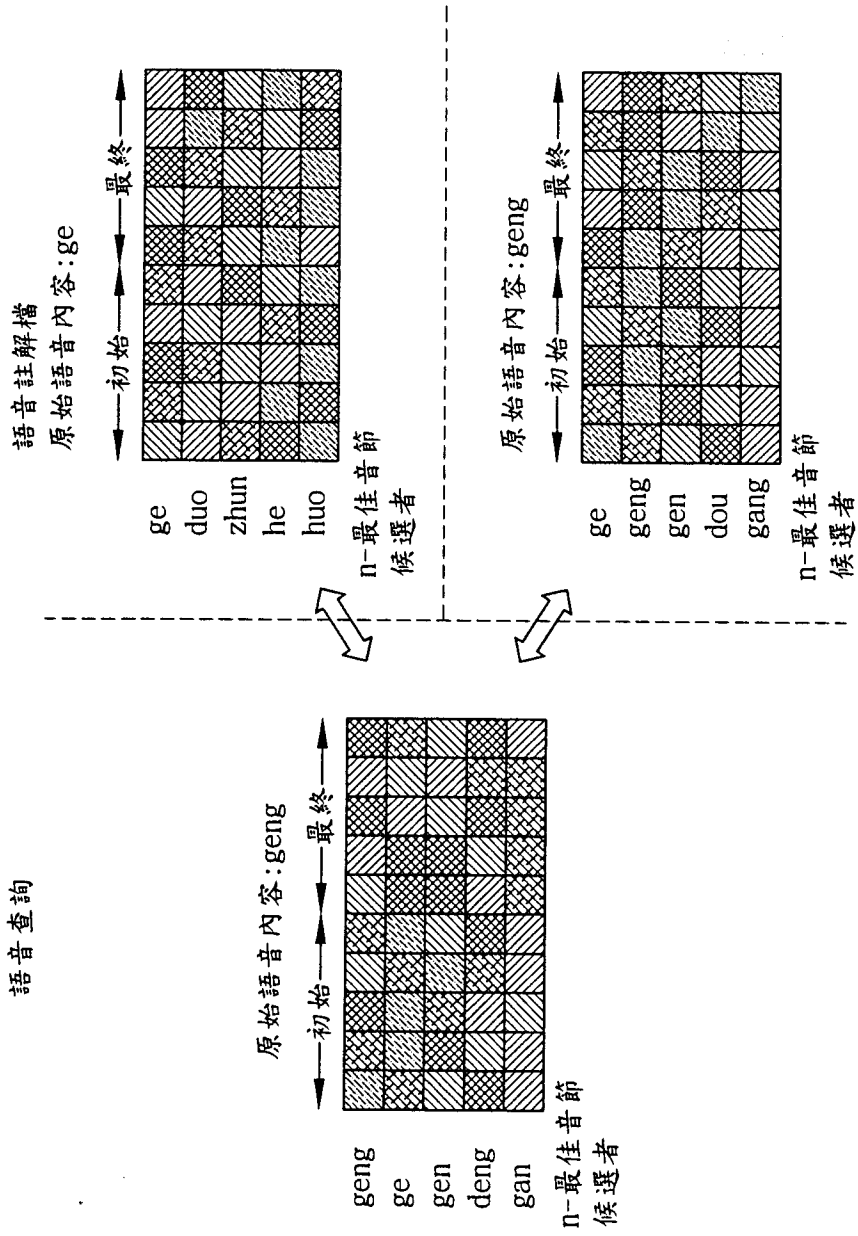 語音查詢
原始語音內容:geng
初始 最終
geng
ge
gen
deng
gan
n-最佳音節
候選者
語音註解檔
原始語音內容:ge
初始 最終
ge
duo
zhun
he
huo
n-最佳音節
候選者
原始語音內容:geng
初始 最終
ge
geng
gen
dou
gang
n-最佳音節
候選者